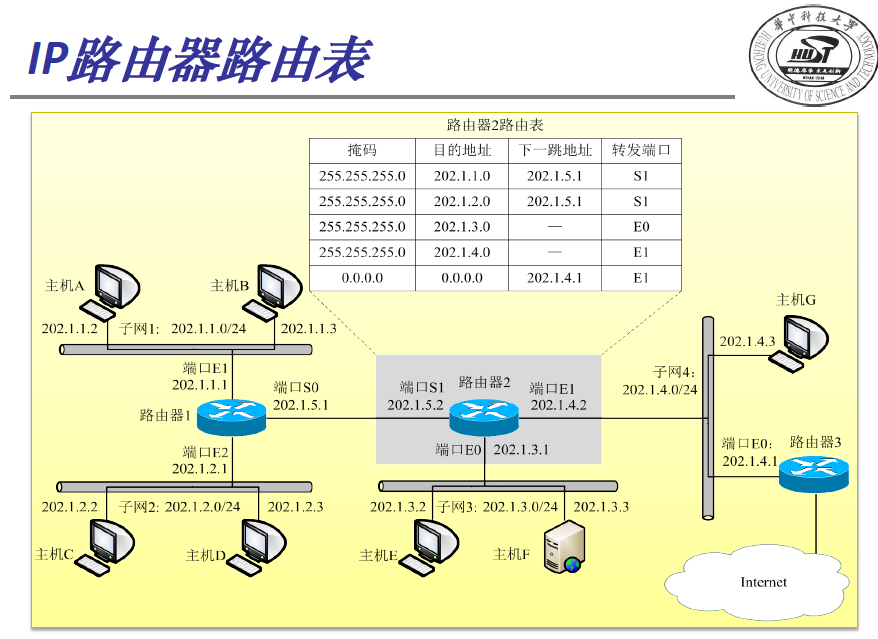 IP路由器路由表
华中科技大学
HUAZHONG UNIVERSITY OF SCIENCE AND TECHNOLOGY
HUST
WUHAN CHINA
路由器2路由表
掩码 目的地址 下一跳地址 转发端口
255.255.255.0 202.1.1.0 202.1.5.1 S1
255.255.255.0 202.1.2.0 202.1.5.1 S1
255.255.255.0 202.1.3.0 — E0
255.255.255.0 202.1.4.0 — E1
0.0.0.0 0.0.0.0 202.1.4.1 E1
主机A
主机B
202.1.1.2 子网1: 202.1.1.0/24 202.1.1.3
端口E1
202.1.1.1
路由器1
端口S0
202.1.5.1
端口E2
202.1.2.1
202.1.2.2 子网2: 202.1.2.0/24 202.1.2.3
主机C
主机D
端口S1
202.1.5.2
路由器2
端口E1
202.1.4.2
端口E0 202.1.3.1
202.1.3.2 子网3: 202.1.3.0/24 202.1.3.3
主机E
主机F
主机G
202.1.4.3
子网4:
202.1.4.0/24
端口E0:
202.1.4.1
路由器3
Internet